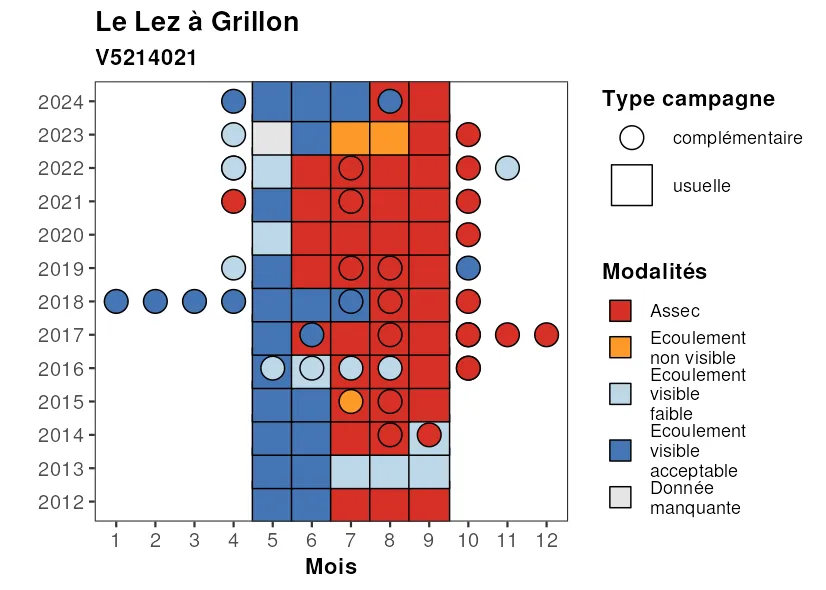 Le Lez à Grillon
V5214021
2024
2023
2022
2021
2020
2019
2018
2017
2016
2015
2014
2013
2012
1 2 3 4 5 6 7 8 9 10 11 12
Mois
Type campagne
complémentaire
usuelle
Modalités
Assec
Ecoulement
non visible
Ecoulement
visible
faible
Ecoulement
visible
acceptable
Donnée
manquante